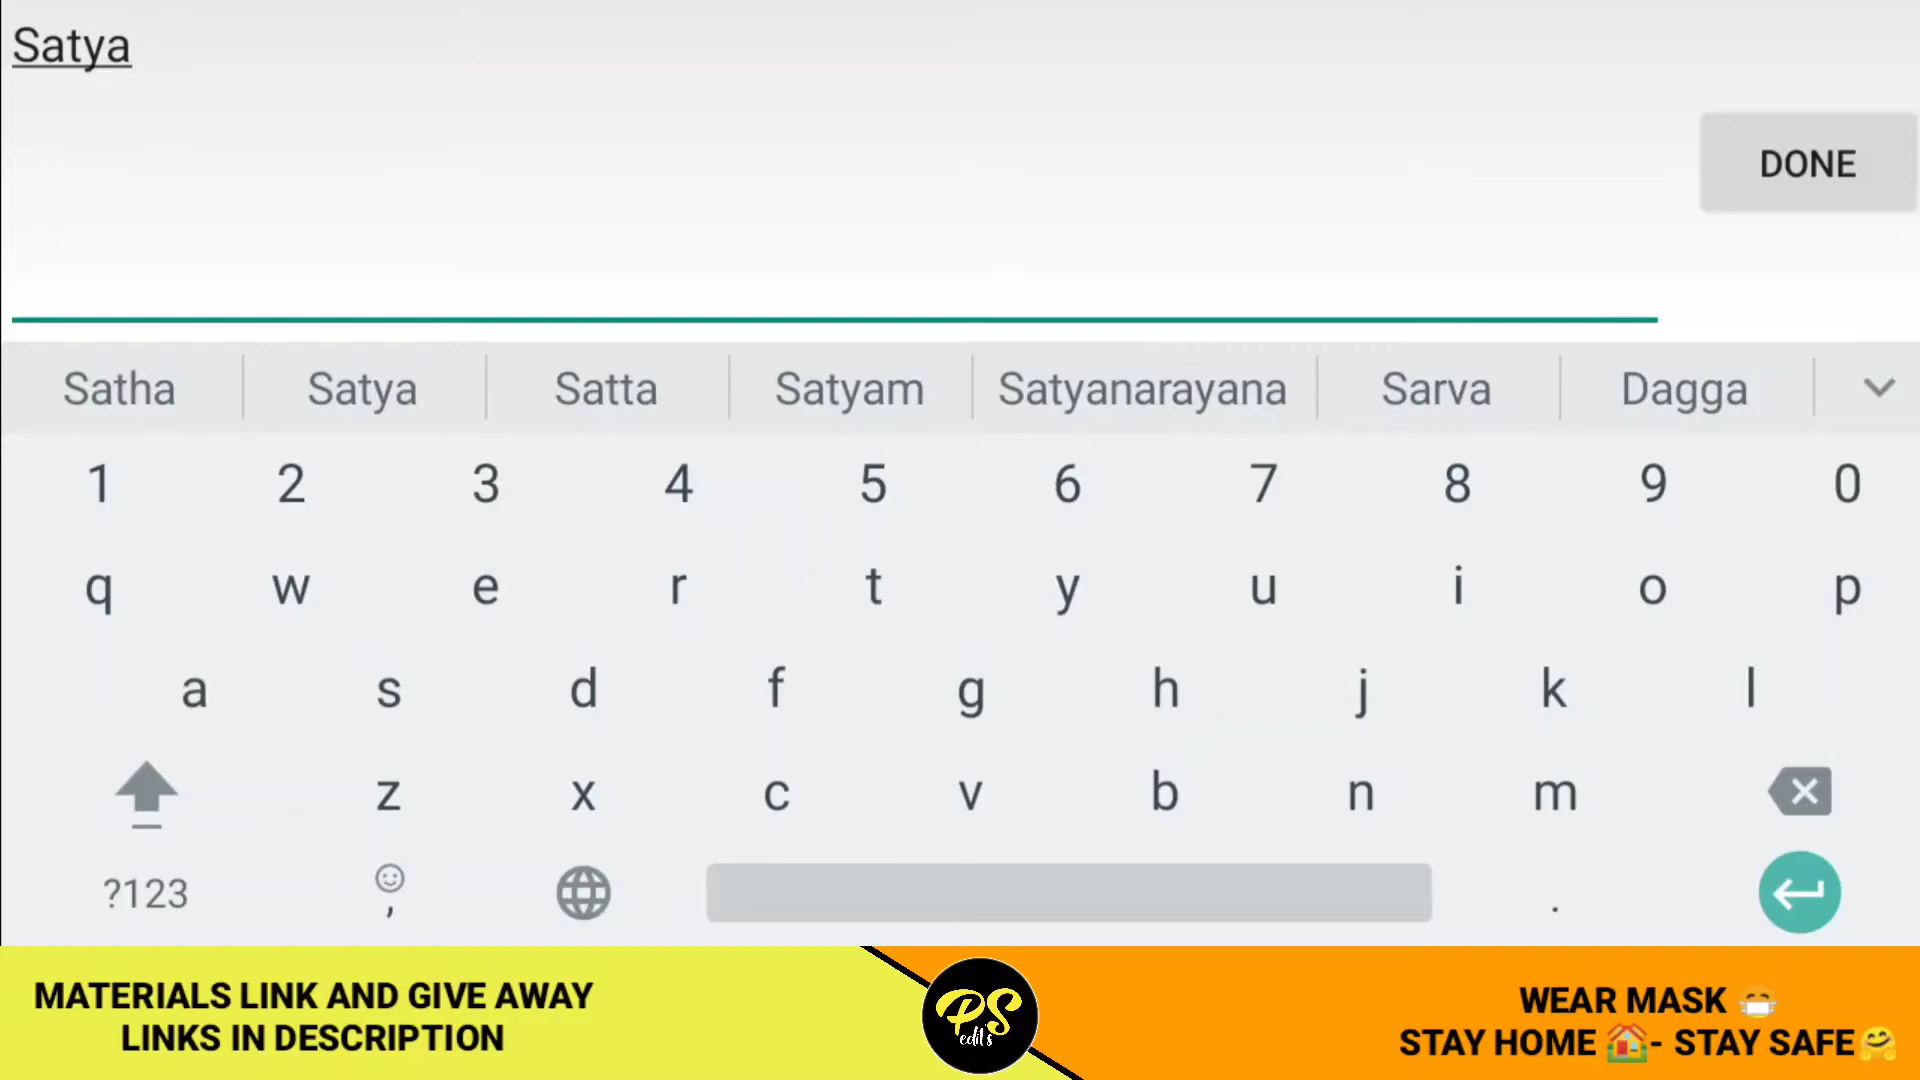 Satya
DONE
Satha Satya Satta Satyam Satyanarayana Sarva Dagga
1 2 3 4 5 6 7 8 9 0
q w e r t y u i o p
a s d f g h j k l
z x c v b n m
?123 , .
MATERIALS LINK AND GIVE AWAY
LINKS IN DESCRIPTION
PS
edit's
WEAR MASK 😷
STAY HOME 🏠- STAY SAFE🤗